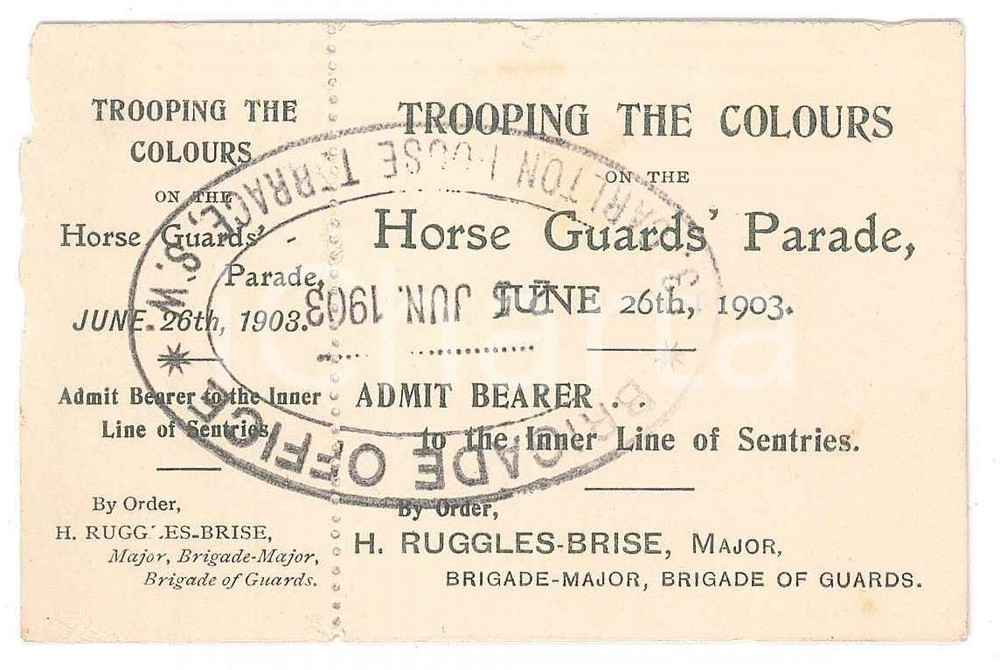 TROOPING THE
COLOURS
ON THE
Horse Guards'
Parade,
JUNE 26th, 1903.
Admit Bearer to the Inner
Line of Sentries.
By Order,
H. RUGGLES-BRISE,
Major, Brigade-Major,
Brigade of Guards.
TROOPING THE COLOURS
ON THE
Horse Guards' Parade,
JUNE 26th, 1903.
ADMIT BEARER . .
to the Inner Line of Sentries.
By Order,
H. RUGGLES-BRISE, MAJOR,
BRIGADE-MAJOR, BRIGADE OF GUARDS.
BRIGADE OFFICE
JUN. 1903
CARLTON HOUSE TERRACE, S.W.
Charta